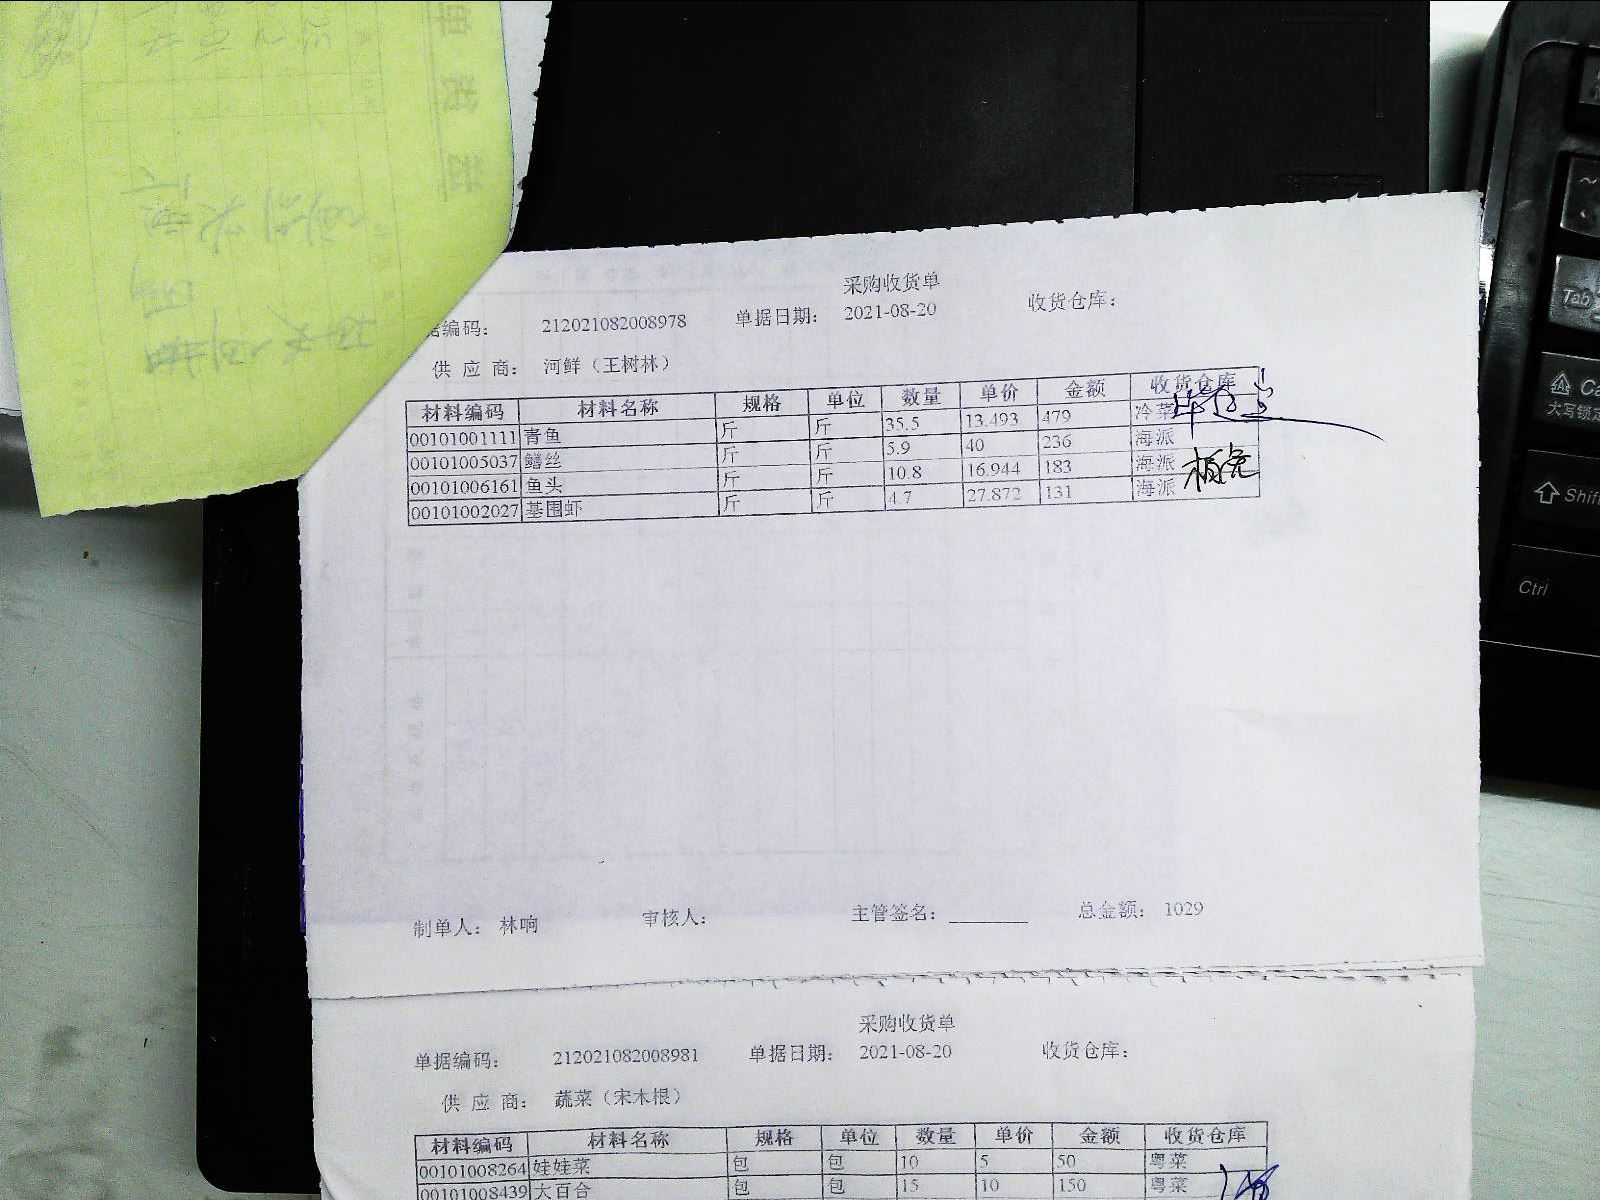 采购收货单
据编码： 212021082008978 单据日期： 2021-08-20 收货仓库：
供 应 商： 河鲜（王树林）
材料编码 材料名称 规格 单位 数量 单价 金额 收货仓库
00101001111 青鱼 斤 斤 35.5 13.493 479 冷菜
00101005037 鳝丝 斤 斤 5.9 40 236 海派
00101006161 鱼头 斤 斤 10.8 16.944 183 海派
00101002027 基围虾 斤 斤 4.7 27.872 131 海派
制单人： 林响 审核人： 主管签名： 总金额： 1029
采购收货单
单据编码： 212021082008981 单据日期： 2021-08-20 收货仓库：
供 应 商： 蔬菜（宋木根）
材料编码 材料名称 规格 单位 数量 单价 金额 收货仓库
00101008264 娃娃菜 包 包 10 5 50 粤菜
00101008439 大百合 包 包 15 10 150 粤菜
Tab
Ca
大写锁定
Shift
Ctrl